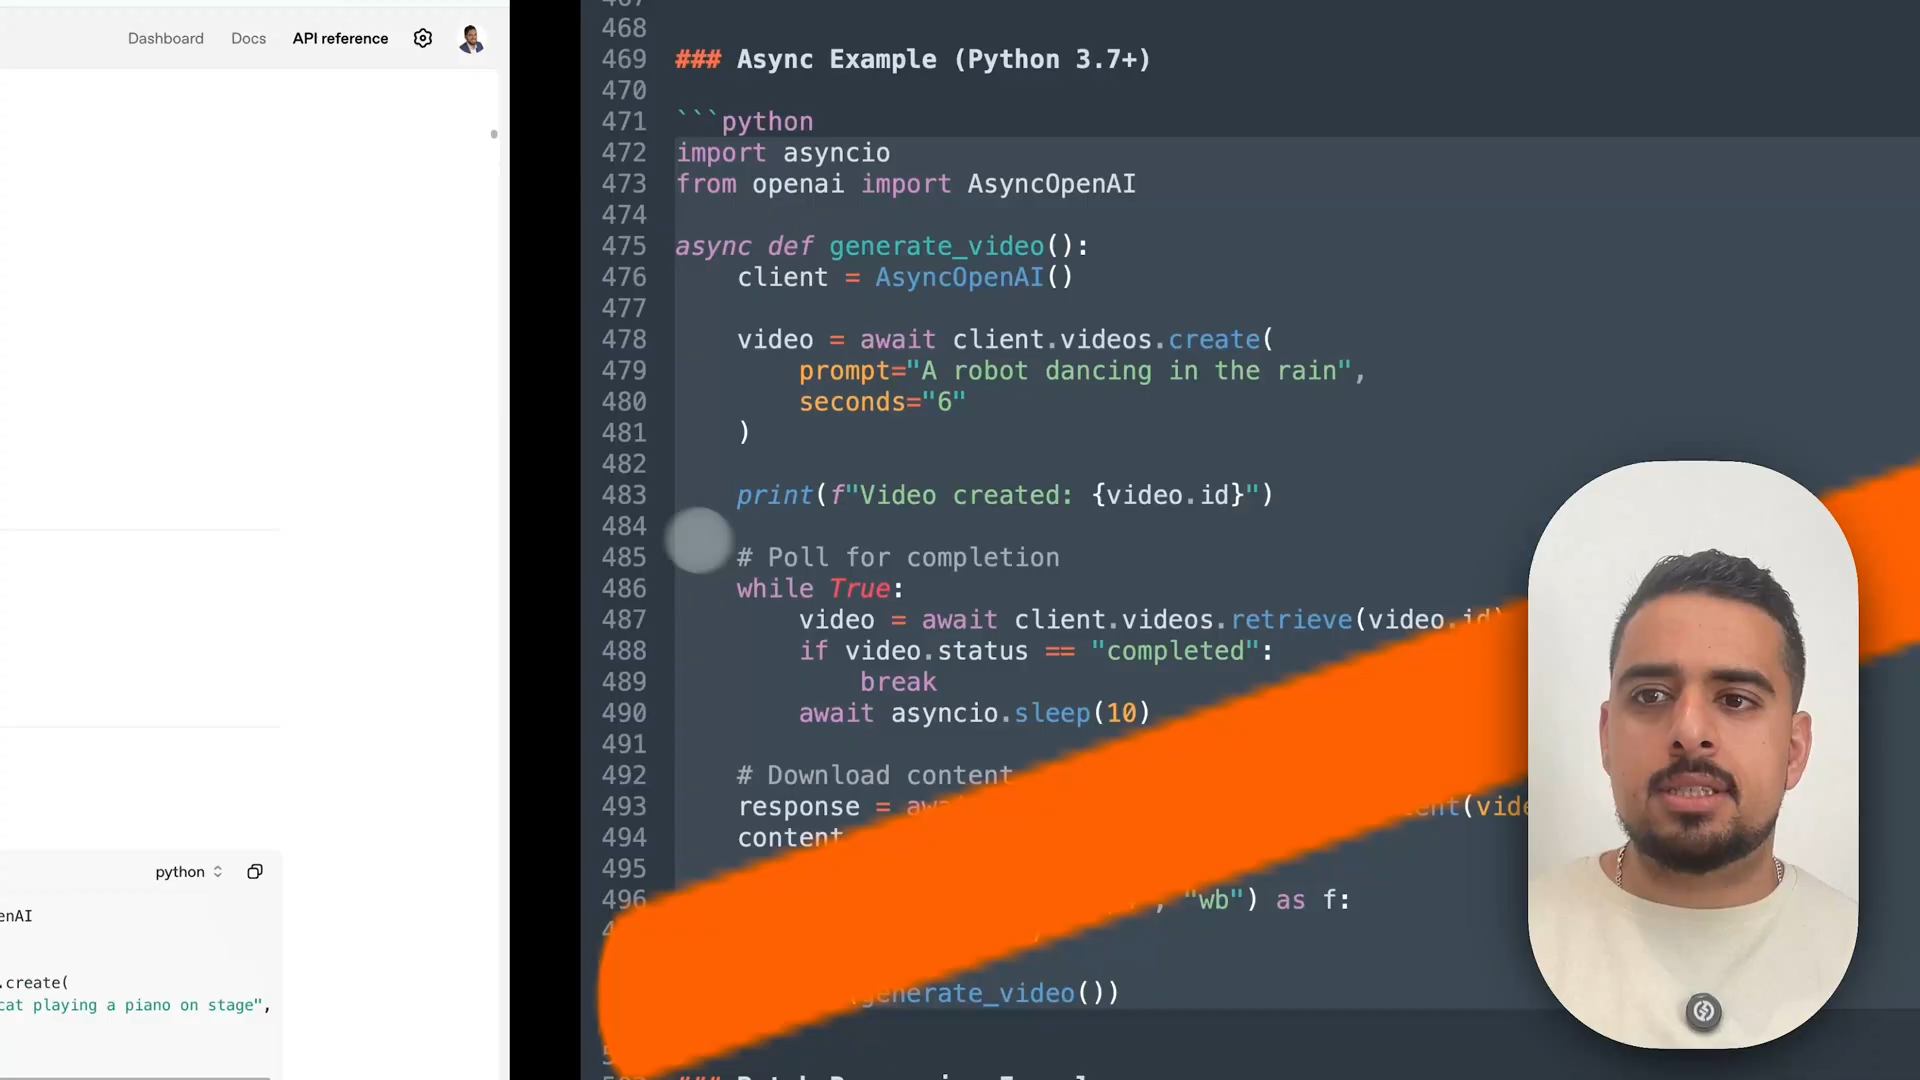 Dashboard Docs API reference
python
enAI
.create(
cat playing a piano on stage",
468
469 ### Async Example (Python 3.7+)
470
471 ```python
472 import asyncio
473 from openai import AsyncOpenAI
474
475 async def generate_video():
476 client = AsyncOpenAI()
477
478 video = await client.videos.create(
479 prompt="A robot dancing in the rain",
480 seconds="6"
481 )
482
483 print(f"Video created: {video.id}")
484
485 # Poll for completion
486 while True:
487 video = await client.videos.retrieve(video.id)
488 if video.status == "completed":
489 break
490 await asyncio.sleep(10)
491
492 # Download content
493 response = ent(vide
494 content
495
496 , "wb") as f:
(generate_video())